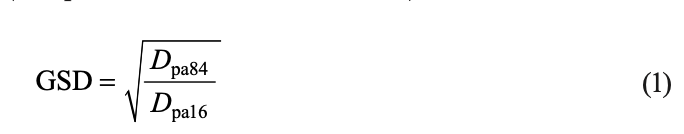 GSD = √(D_pa84 / D_pa16) (1)